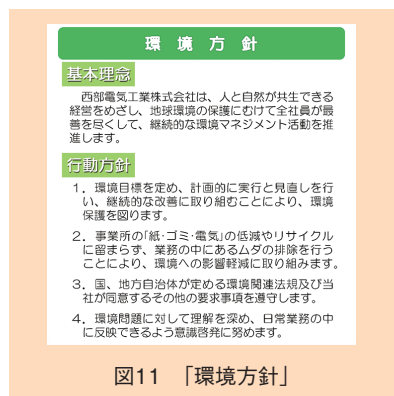 環 境 方 針
基本理念
西部電気工業株式会社は、人と自然が共生できる
経営をめざし、地球環境の保護にむけて全社員が最
善を尽くして、継続的な環境マネジメント活動を推
進します。
行動方針
1．環境目標を定め、計画的に実行と見直しを行
い、継続的な改善に取り組むことにより、環境
保護を図ります。
2．事業所の｢紙･ゴミ･電気｣の低減やリサイクル
に留まらず、業務の中にあるムダの排除を行う
ことにより、環境への影響軽減に取り組みます。
3．国、地方自治体が定める環境関連法規及び当
社が同意するその他の要求事項を遵守します。
4．環境問題に対して理解を深め、日常業務の中
に反映できるよう意識啓発に努めます。
図11 「環境方針」